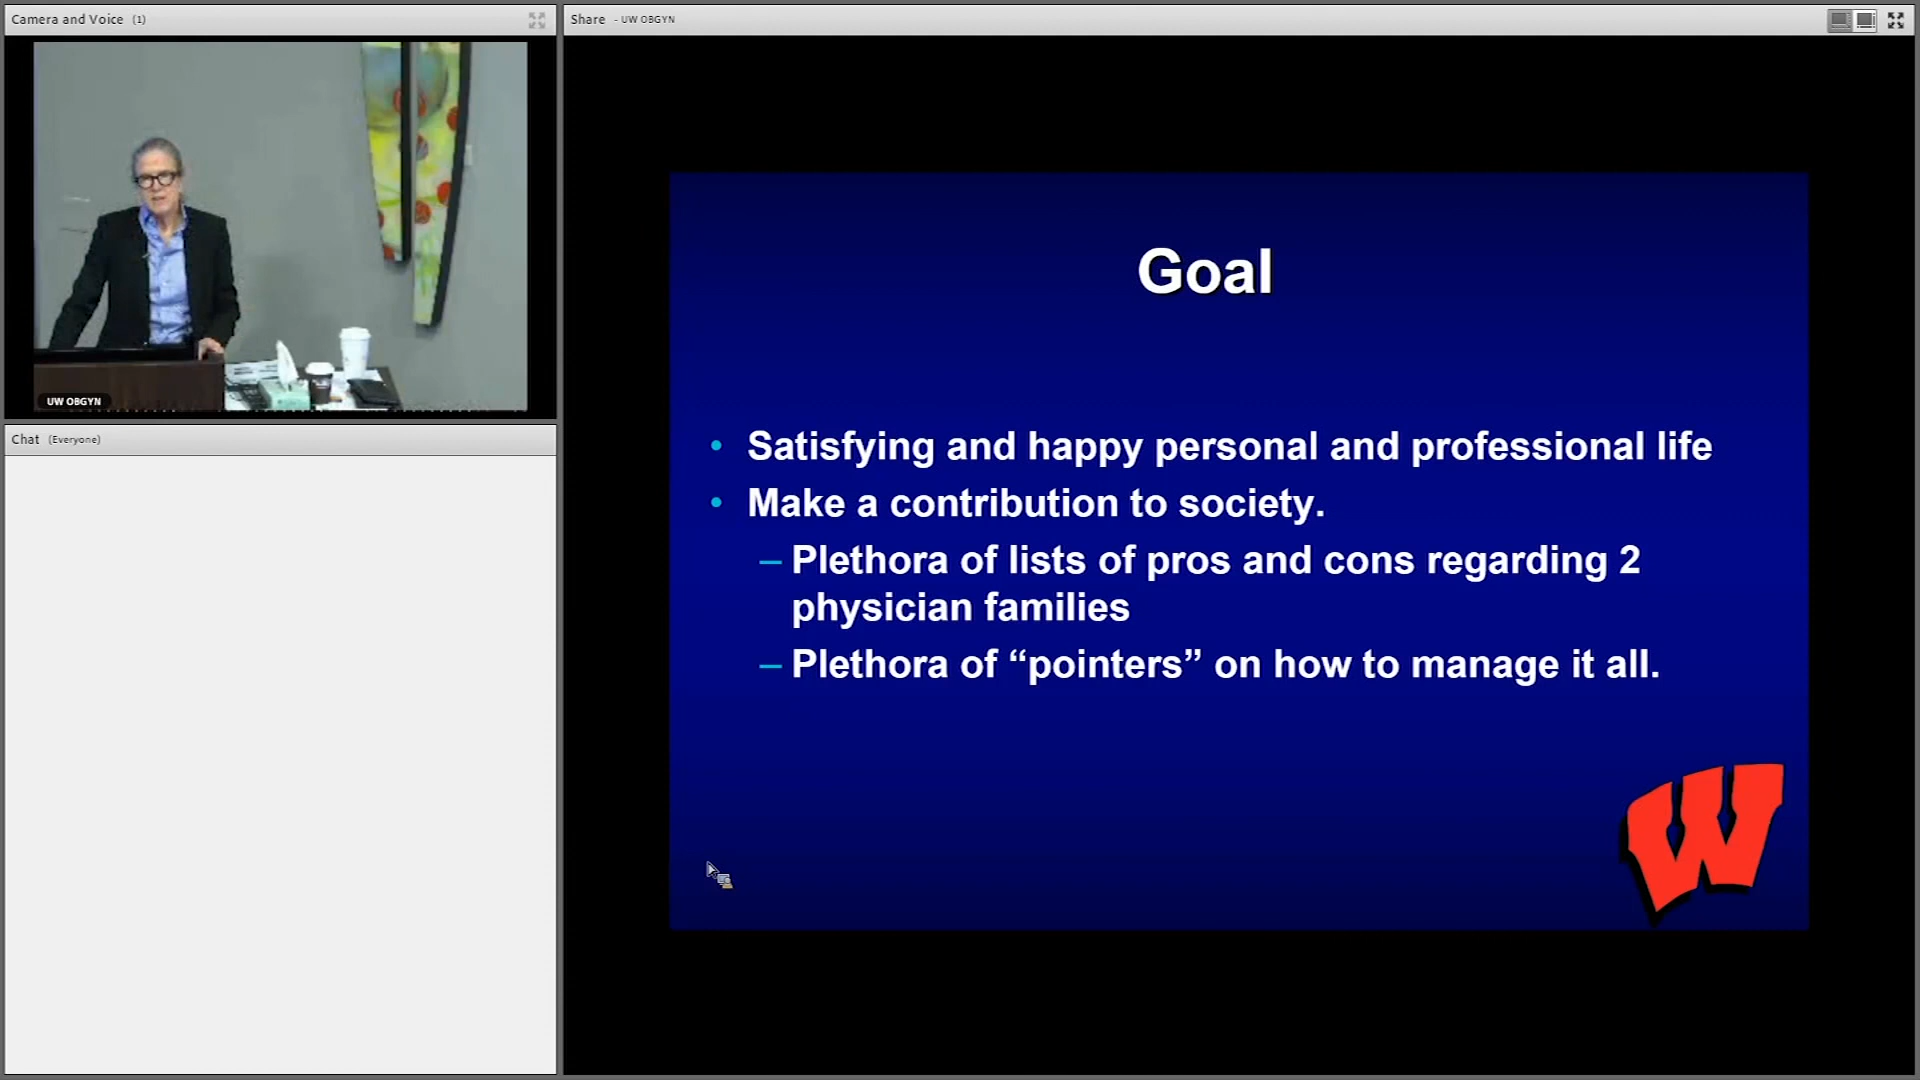 Camera and Voice (1)
UW OBGYN
Chat (Everyone)
Share - UW OBGYN
Goal
• Satisfying and happy personal and professional life
• Make a contribution to society.
– Plethora of lists of pros and cons regarding 2
physician families
– Plethora of “pointers” on how to manage it all.
W